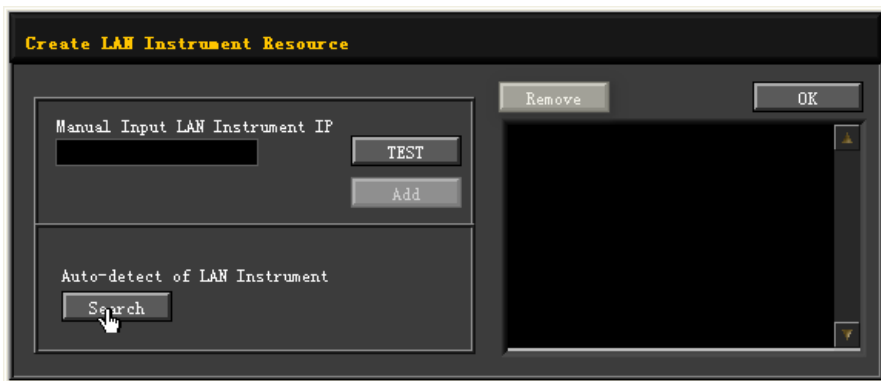 Create LAN Instrument Resource
Remove
OK
Manual Input LAN Instrument IP
TEST
Add
Auto-detect of LAN Instrument
Search